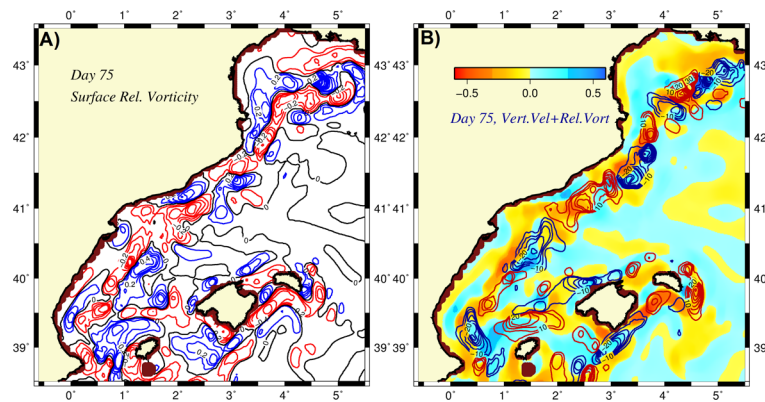 0° 1° 2° 3° 4° 5° 0° 1° 2° 3° 4° 5°
A) B)
43° 43° 43°
Day 75
Surface Rel. Vorticity
−0.5 0.0 0.5
Day 75, Vert.Vel+Rel.Vort
42° 42° 42°
41° 41° 41°
40° 40° 40°
39° 39° 39°
0° 1° 2° 3° 4° 5° 0° 1° 2° 3° 4° 5°